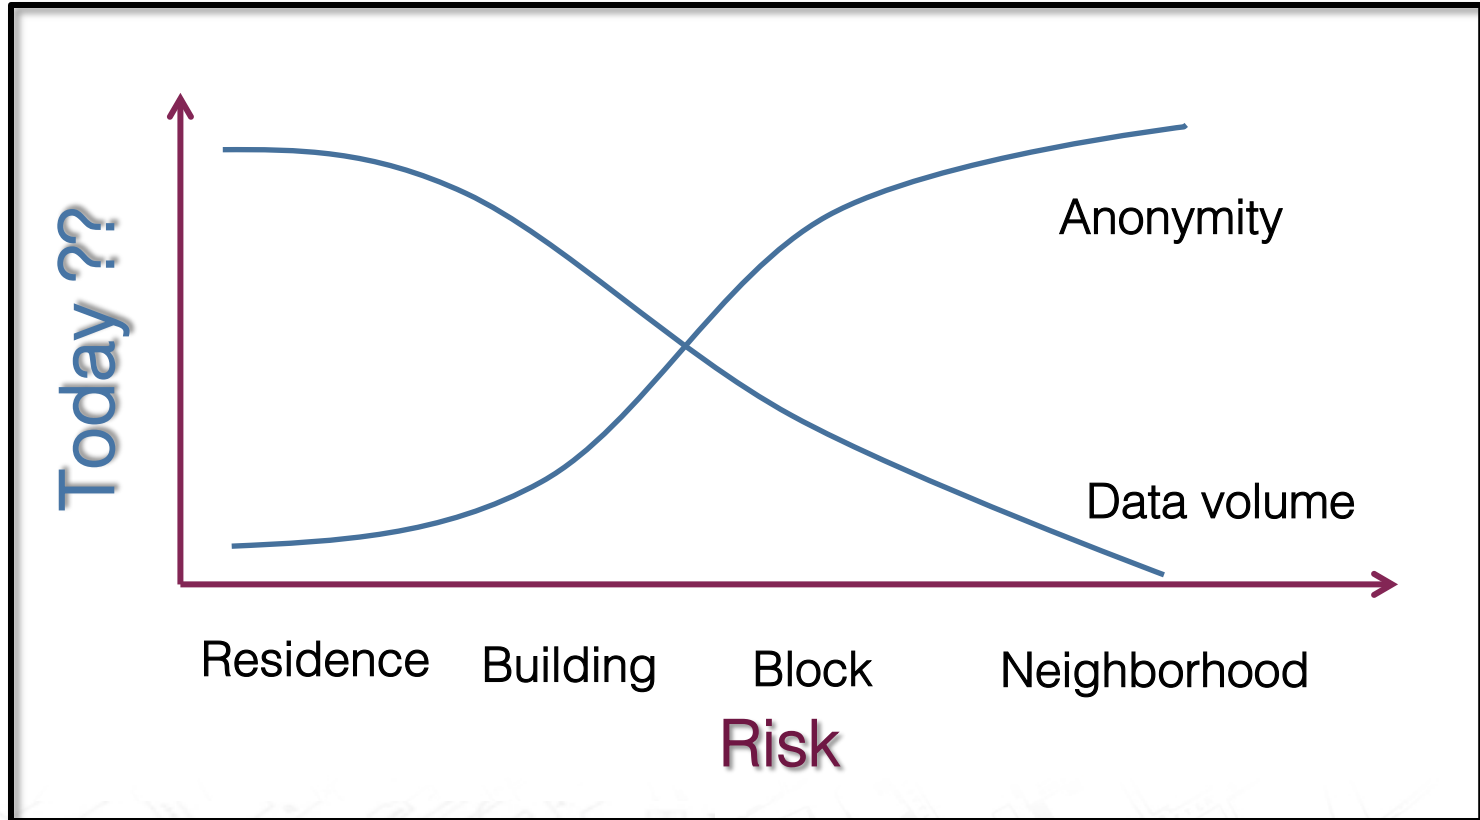 Today ??
Anonymity
Data volume
Residence Building Block Neighborhood
Risk